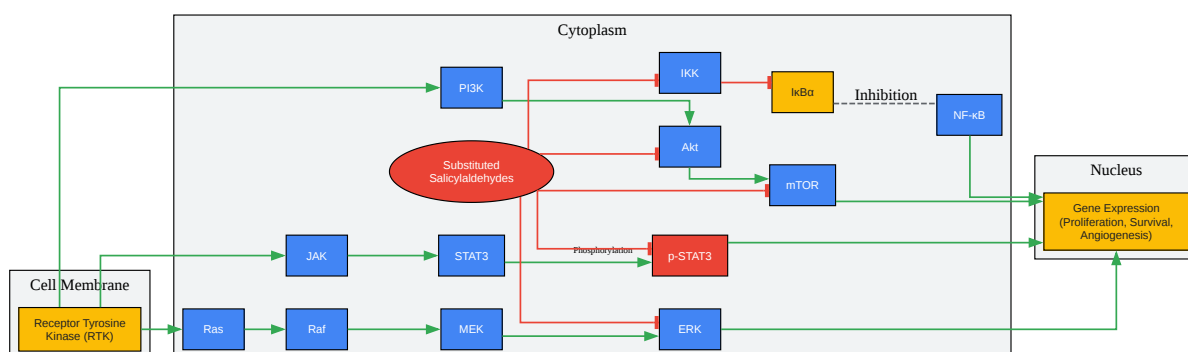 Cytoplasm
IKK
PI3K
IκBα
Inhibition
NF-κB
Akt
Substituted
Salicylaldehydes
mTOR
Nucleus
Gene Expression
(Proliferation, Survival,
Angiogenesis)
JAK
STAT3
Phosphorylation
p-STAT3
Cell Membrane
Receptor Tyrosine
Kinase (RTK)
Ras
Raf
MEK
ERK